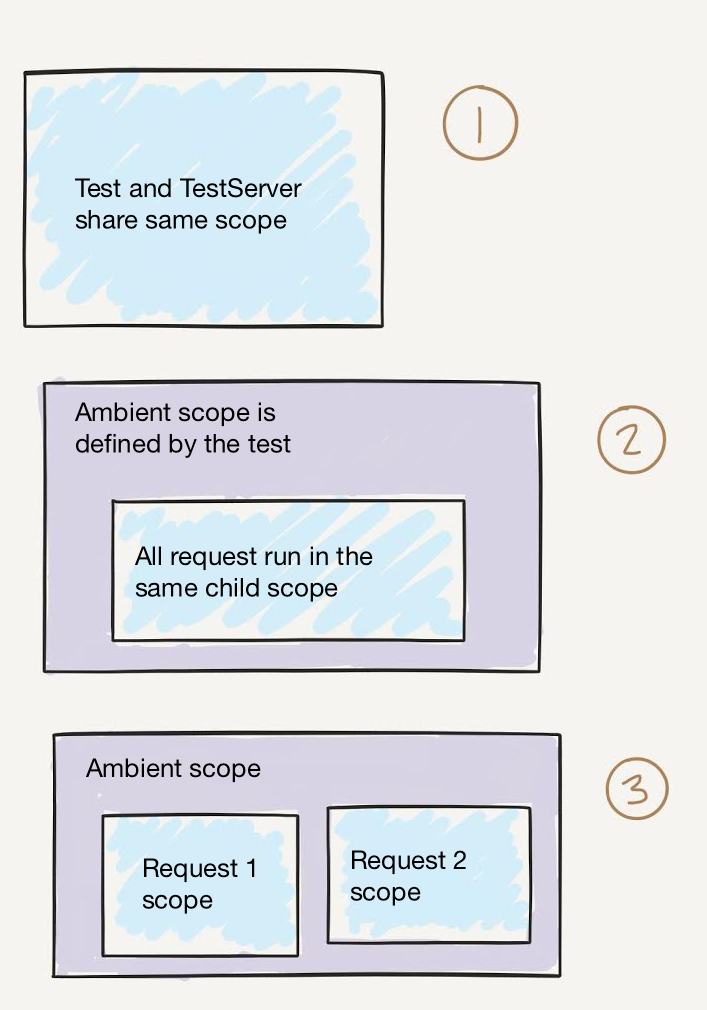 Test and TestServer
share same scope
1
Ambient scope is
defined by the test
2
All request run in the
same child scope
Ambient scope
3
Request 1
scope
Request 2
scope